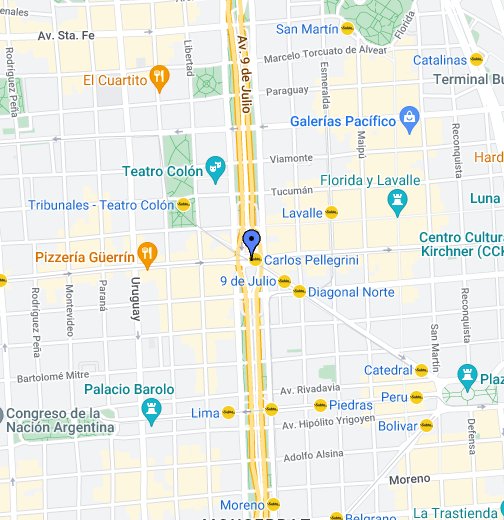 San Martín
Av. Sta. Fe
Libertad
Av. 9 de Julio
Florida
Marcelo Torcuato de Alvear
Catalinas
Rodríguez Peña
El Cuartito
Esmeralda
Terminal Bu
Paraguay
Galerías Pacífico
Maipú
Reconquista
Viamonte
Hard
Teatro Colón
Florida y Lavalle
Tucumán
Luna
Tribunales - Teatro Colón
Lavalle
Centro Cultura
Kirchner (CCK
Pizzería Güerrín
Carlos Pellegrini
9 de Julio
Diagonal Norte
Rodríguez Peña
Montevideo
Paraná
Uruguay
San Martín
Reconquista
Bartolomé Mitre
Catedral
Plaz
Palacio Barolo
Av. Rivadavia
Perú
Piedras
Lima
Congreso de la
Nación Argentina
Av. Hipólito Yrigoyen
Bolivar
Defensa
Adolfo Alsina
Moreno
Moreno
La Trastienda
Belgrano